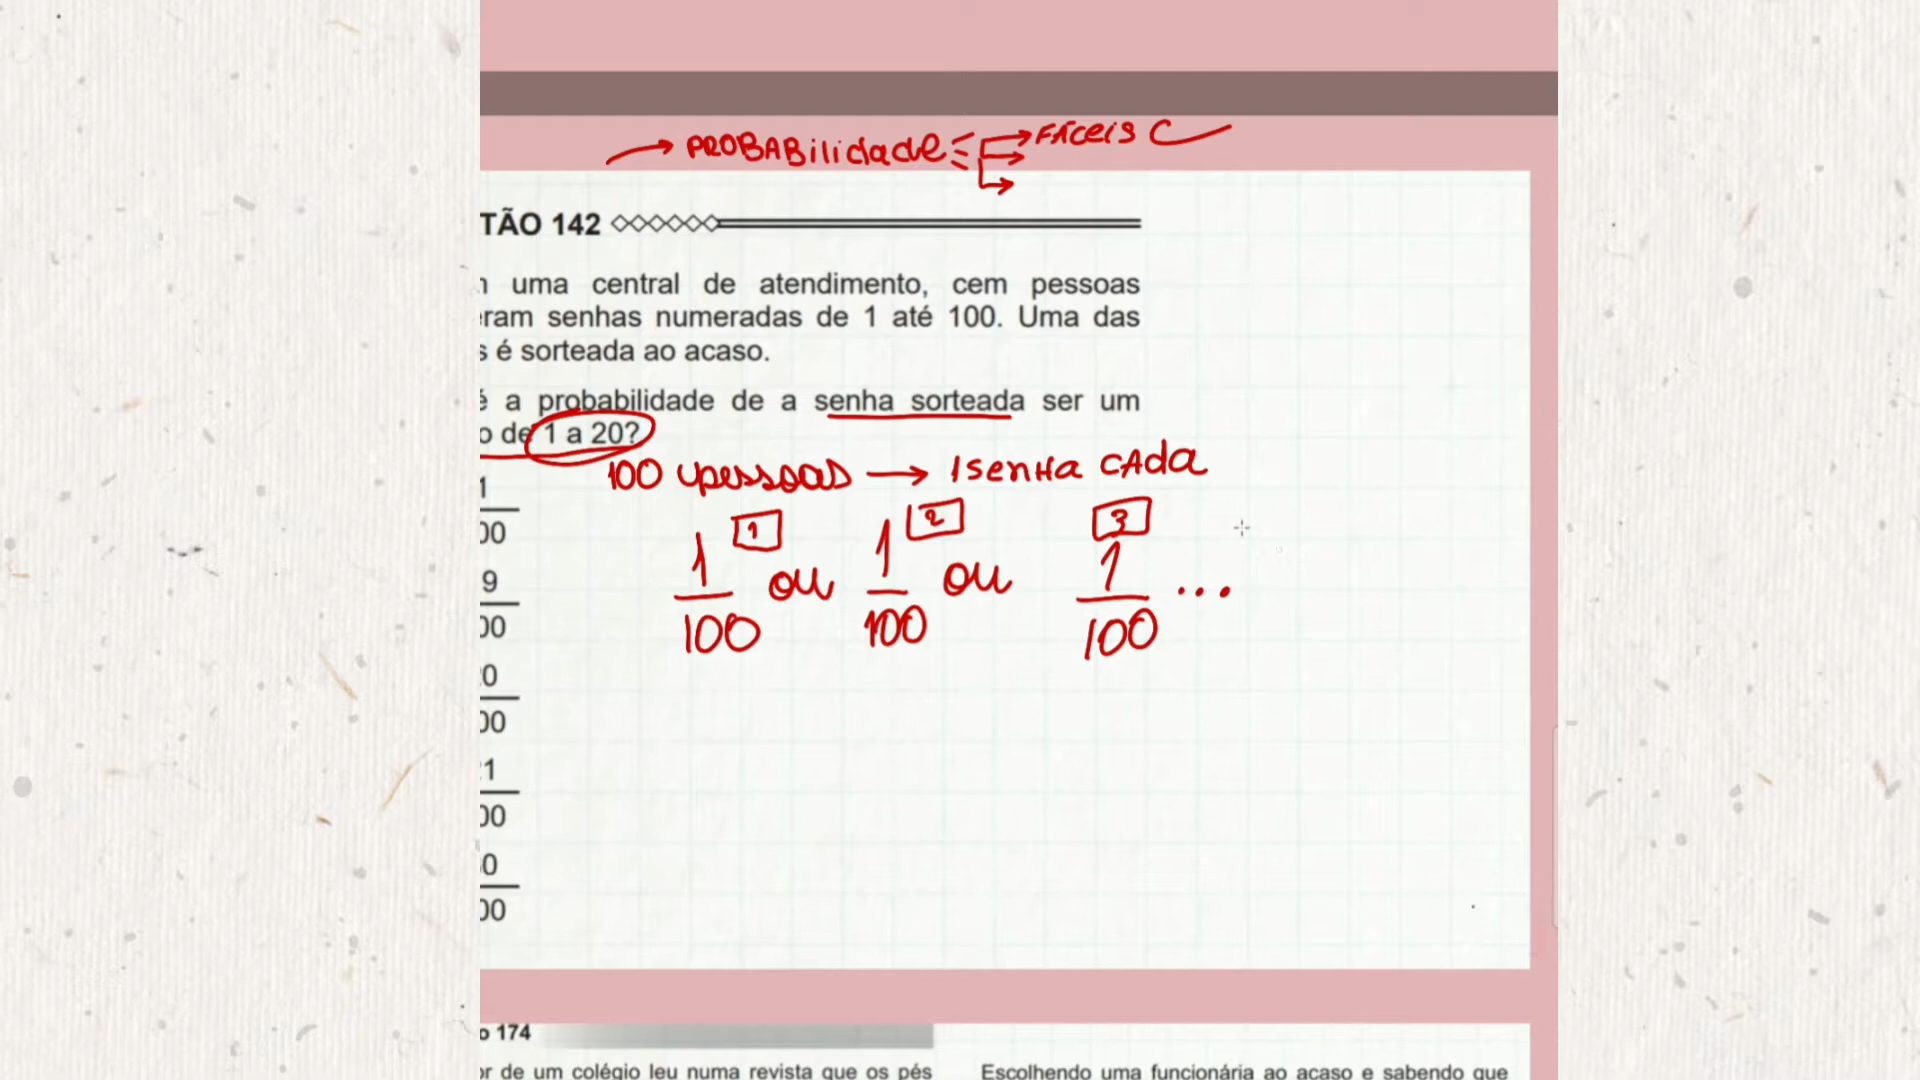 PROBABilidade FÁCeis
TÃO 142
uma central de atendimento, cem pessoas
ram senhas numeradas de 1 até 100. Uma das
s é sorteada ao acaso.
é a probabilidade de a senha sorteada ser um
o de 1 a 20?
100 pessoas → 1 senHa CAda
1 2 3
1 ou 1 ou 1 ...
100 100 100
1
00
9
00
0
00
1
00
0
00
o 174
or de um colégio leu numa revista que os pés
Escolhendo uma funcionária ao acaso e sabendo que